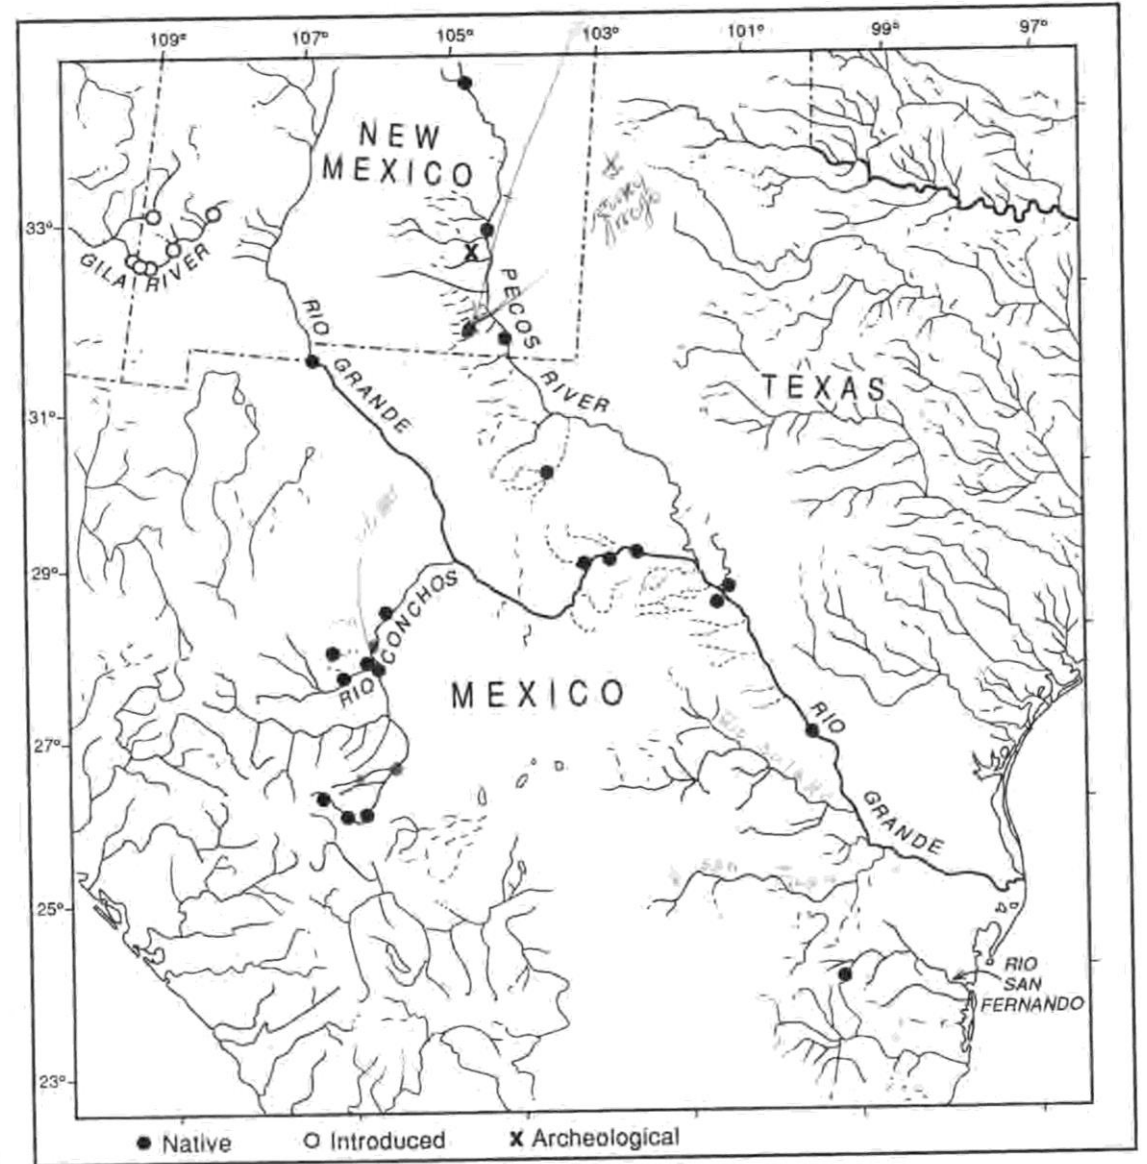 109° 107° 105° 103° 101° 99° 97°
NEW
MEXICO
33°
GILA RIVER
PECOS
RIVER
RIO
GRANDE
TEXAS
31°
29°
CONCHOS
RIO
MEXICO
RIO
27°
GRANDE
25°
RIO
SAN
FERNANDO
23°
● Native ○ Introduced X Archeological